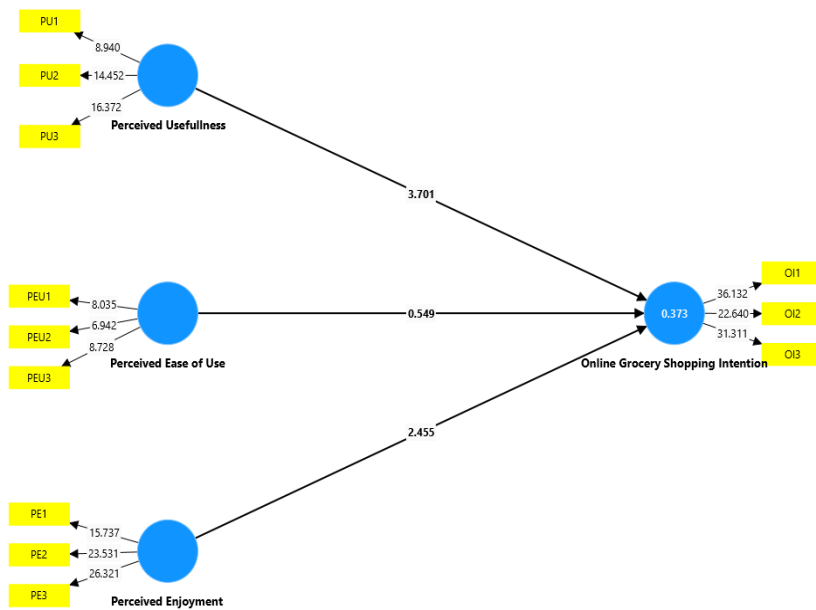 PU1
8.940
PU2
14.452
16.372
PU3
Perceived Usefullness
3.701
PEU1
8.035
PEU2
6.942
8.728
PEU3
Perceived Ease of Use
0.549
0.373
OI1
36.132
22.640
OI2
31.311
OI3
Online Grocery Shopping Intention
2.455
PE1
15.737
PE2
23.531
26.321
PE3
Perceived Enjoyment